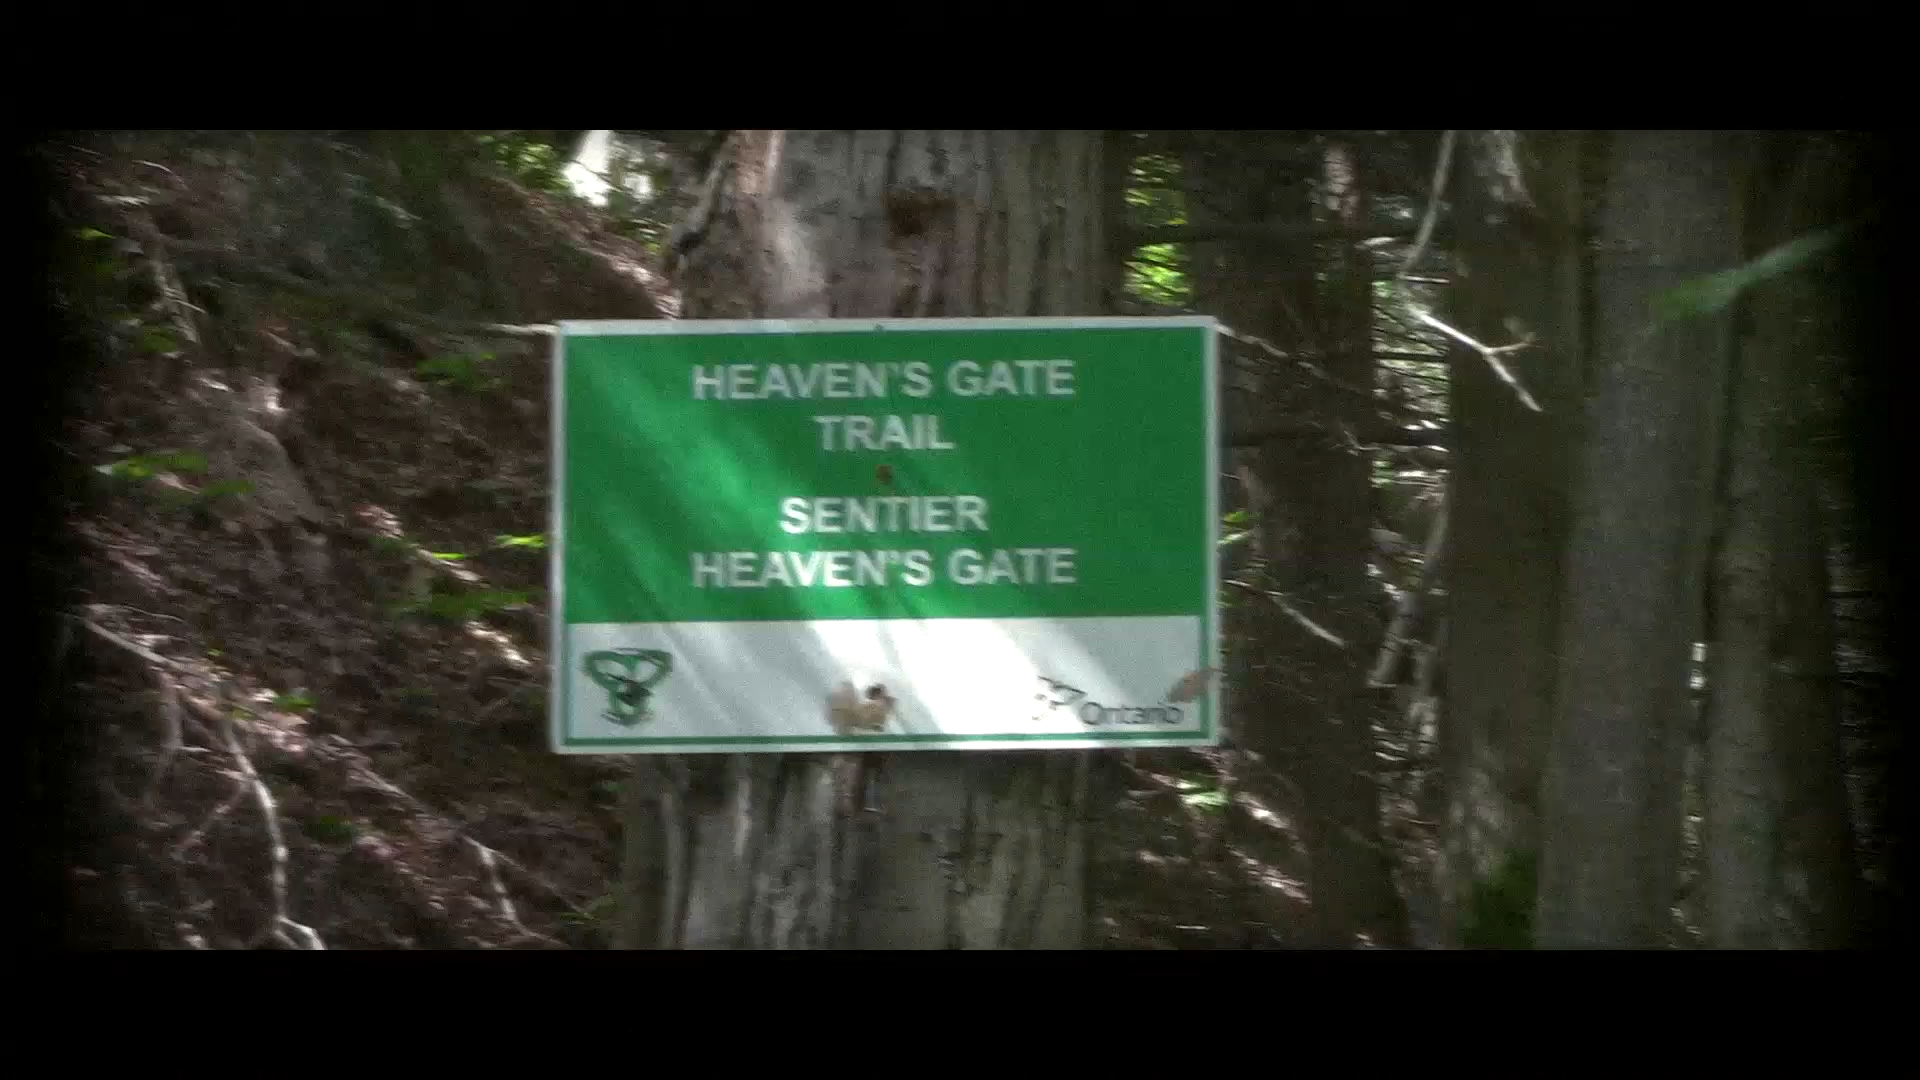 HEAVEN'S GATE
TRAIL
SENTIER
HEAVEN'S GATE
Ontario